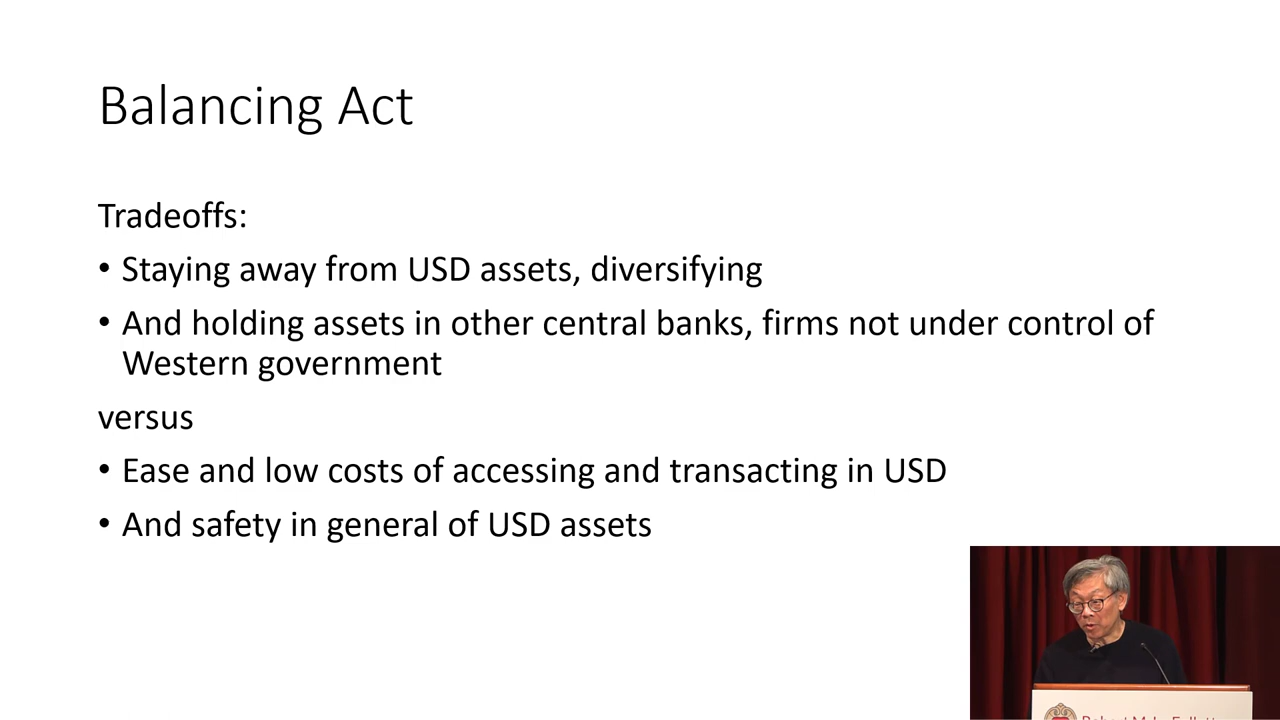 Balancing Act
Tradeoffs:
• Staying away from USD assets, diversifying
• And holding assets in other central banks, firms not under control of
Western government
versus
• Ease and low costs of accessing and transacting in USD
• And safety in general of USD assets